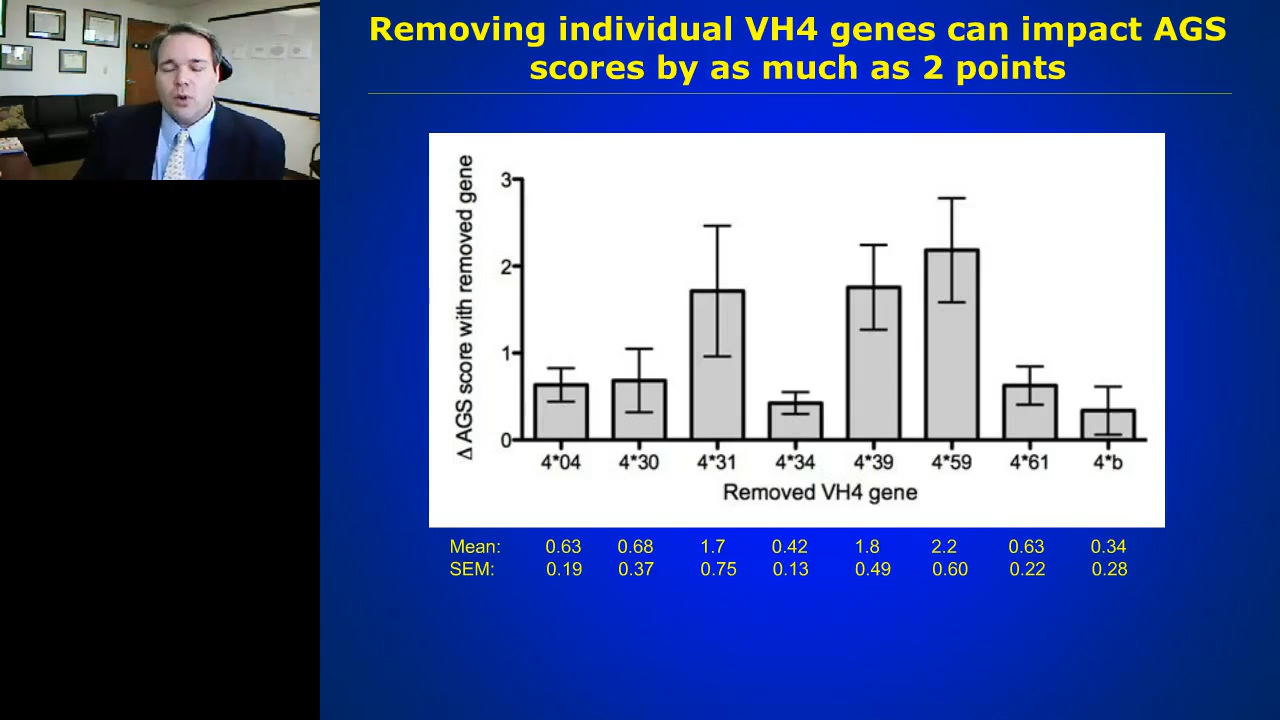 Removing individual VH4 genes can impact AGS
scores by as much as 2 points
Δ AGS score with removed gene
3
2
1
0
4*04 4*30 4*31 4*34 4*39 4*59 4*61 4*b
Removed VH4 gene
Mean: 0.63 0.68 1.7 0.42 1.8 2.2 0.63 0.34
SEM: 0.19 0.37 0.75 0.13 0.49 0.60 0.22 0.28